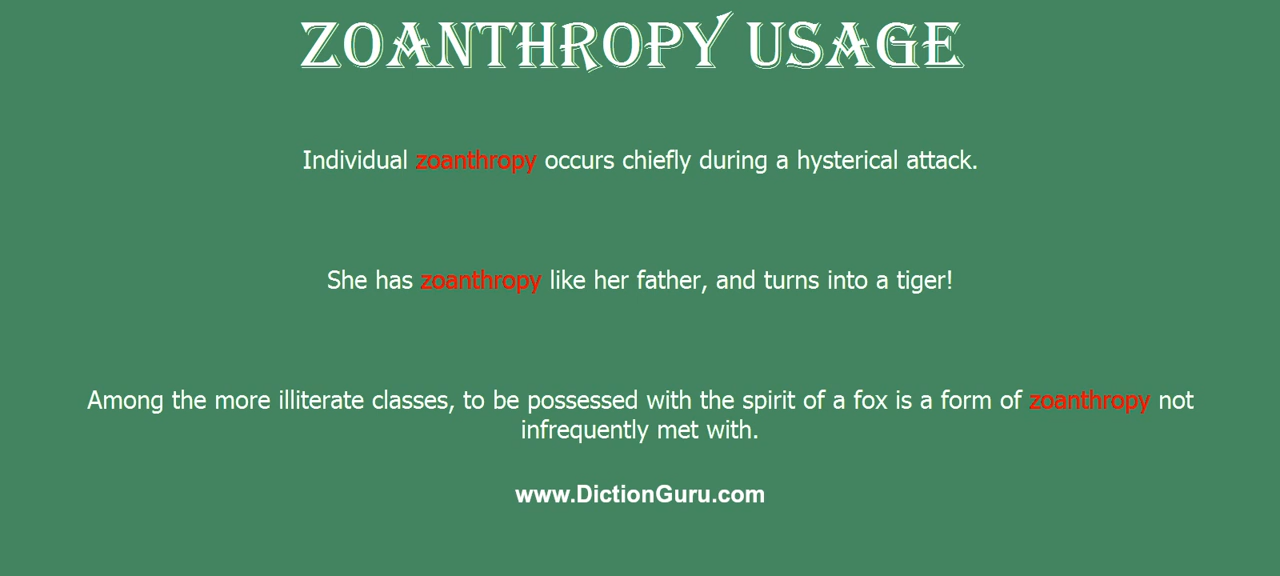 ZOANTHROPY USAGE
Individual zoanthropy occurs chiefly during a hysterical attack.
She has zoanthropy like her father, and turns into a tiger!
Among the more illiterate classes, to be possessed with the spirit of a fox is a form of zoanthropy not
infrequently met with.
www.DictionGuru.com